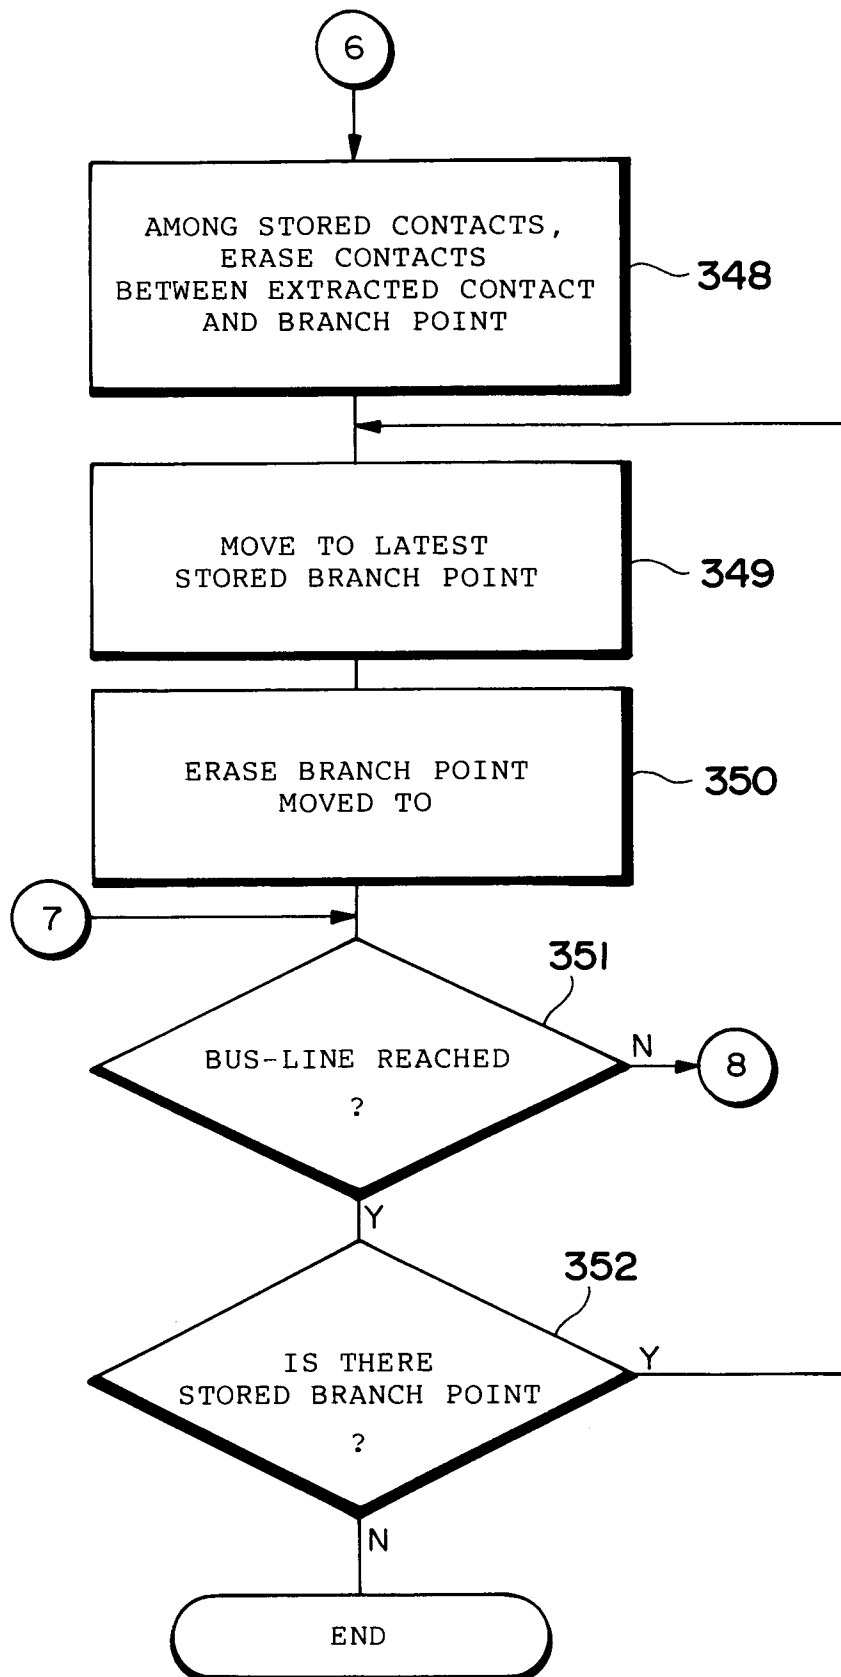 6
AMONG STORED CONTACTS,
ERASE CONTACTS
BETWEEN EXTRACTED CONTACT
AND BRANCH POINT
348
MOVE TO LATEST
STORED BRANCH POINT
349
ERASE BRANCH POINT
MOVED TO
350
7
351
BUS-LINE REACHED
?
N
8
Y
352
IS THERE
STORED BRANCH POINT
?
Y
N
END